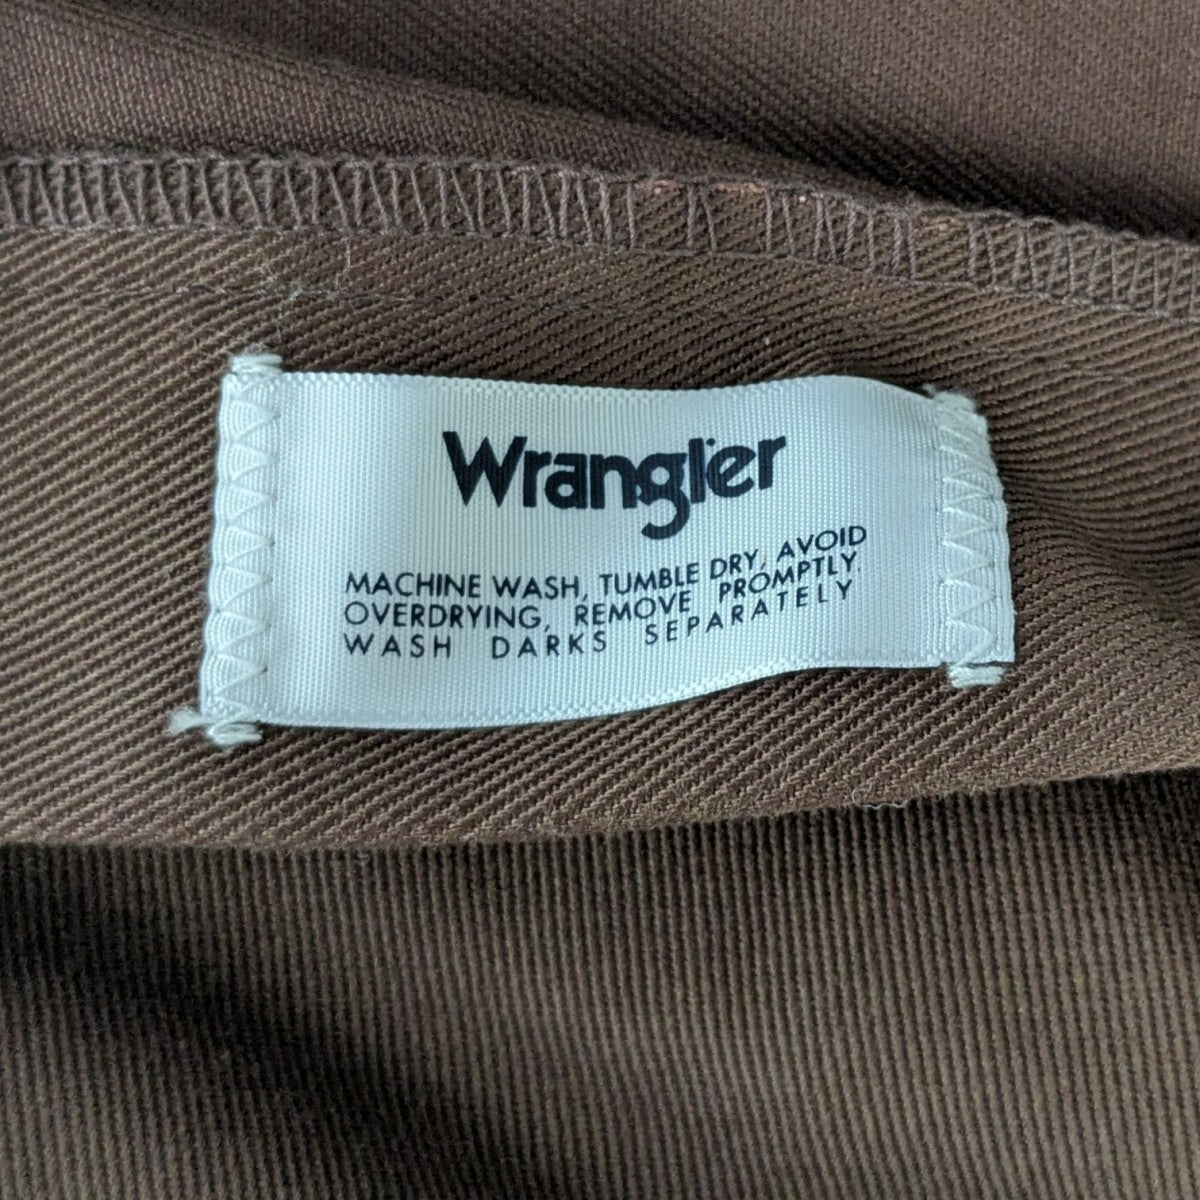 Wrangler
MACHINE WASH, TUMBLE DRY, AVOID
OVERDRYING, REMOVE PROMPTLY.
WASH DARKS SEPARATELY